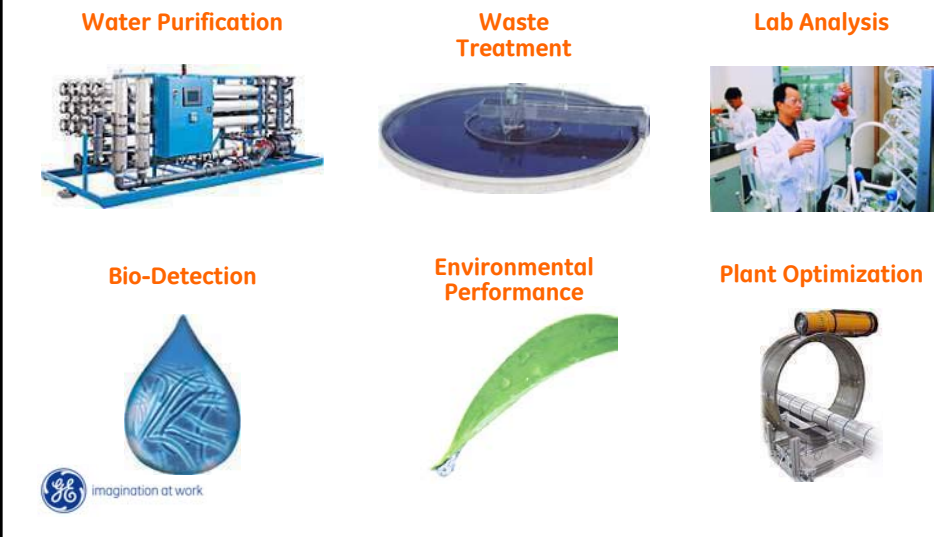 Water Purification
Waste
Treatment
Lab Analysis
Bio-Detection
Environmental
Performance
Plant Optimization
GE
imagination at work